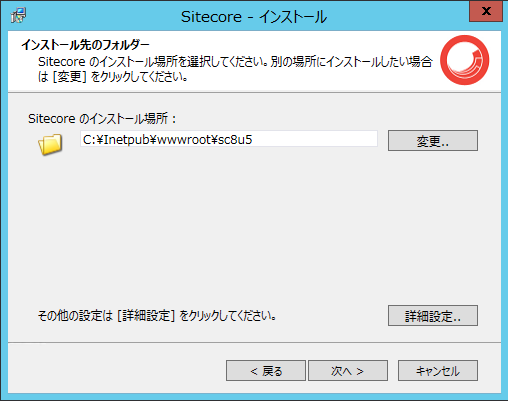 Sitecore - インストール
x
インストール先のフォルダー
Sitecore のインストール場所を選択してください。別の場所にインストールしたい場合
は [変更] をクリックしてください。
Sitecore のインストール場所 :
C:¥Inetpub¥wwwroot¥sc8u5
変更..
その他の設定は [詳細設定] をクリックしてください。
詳細設定..
< 戻る
次へ >
キャンセル